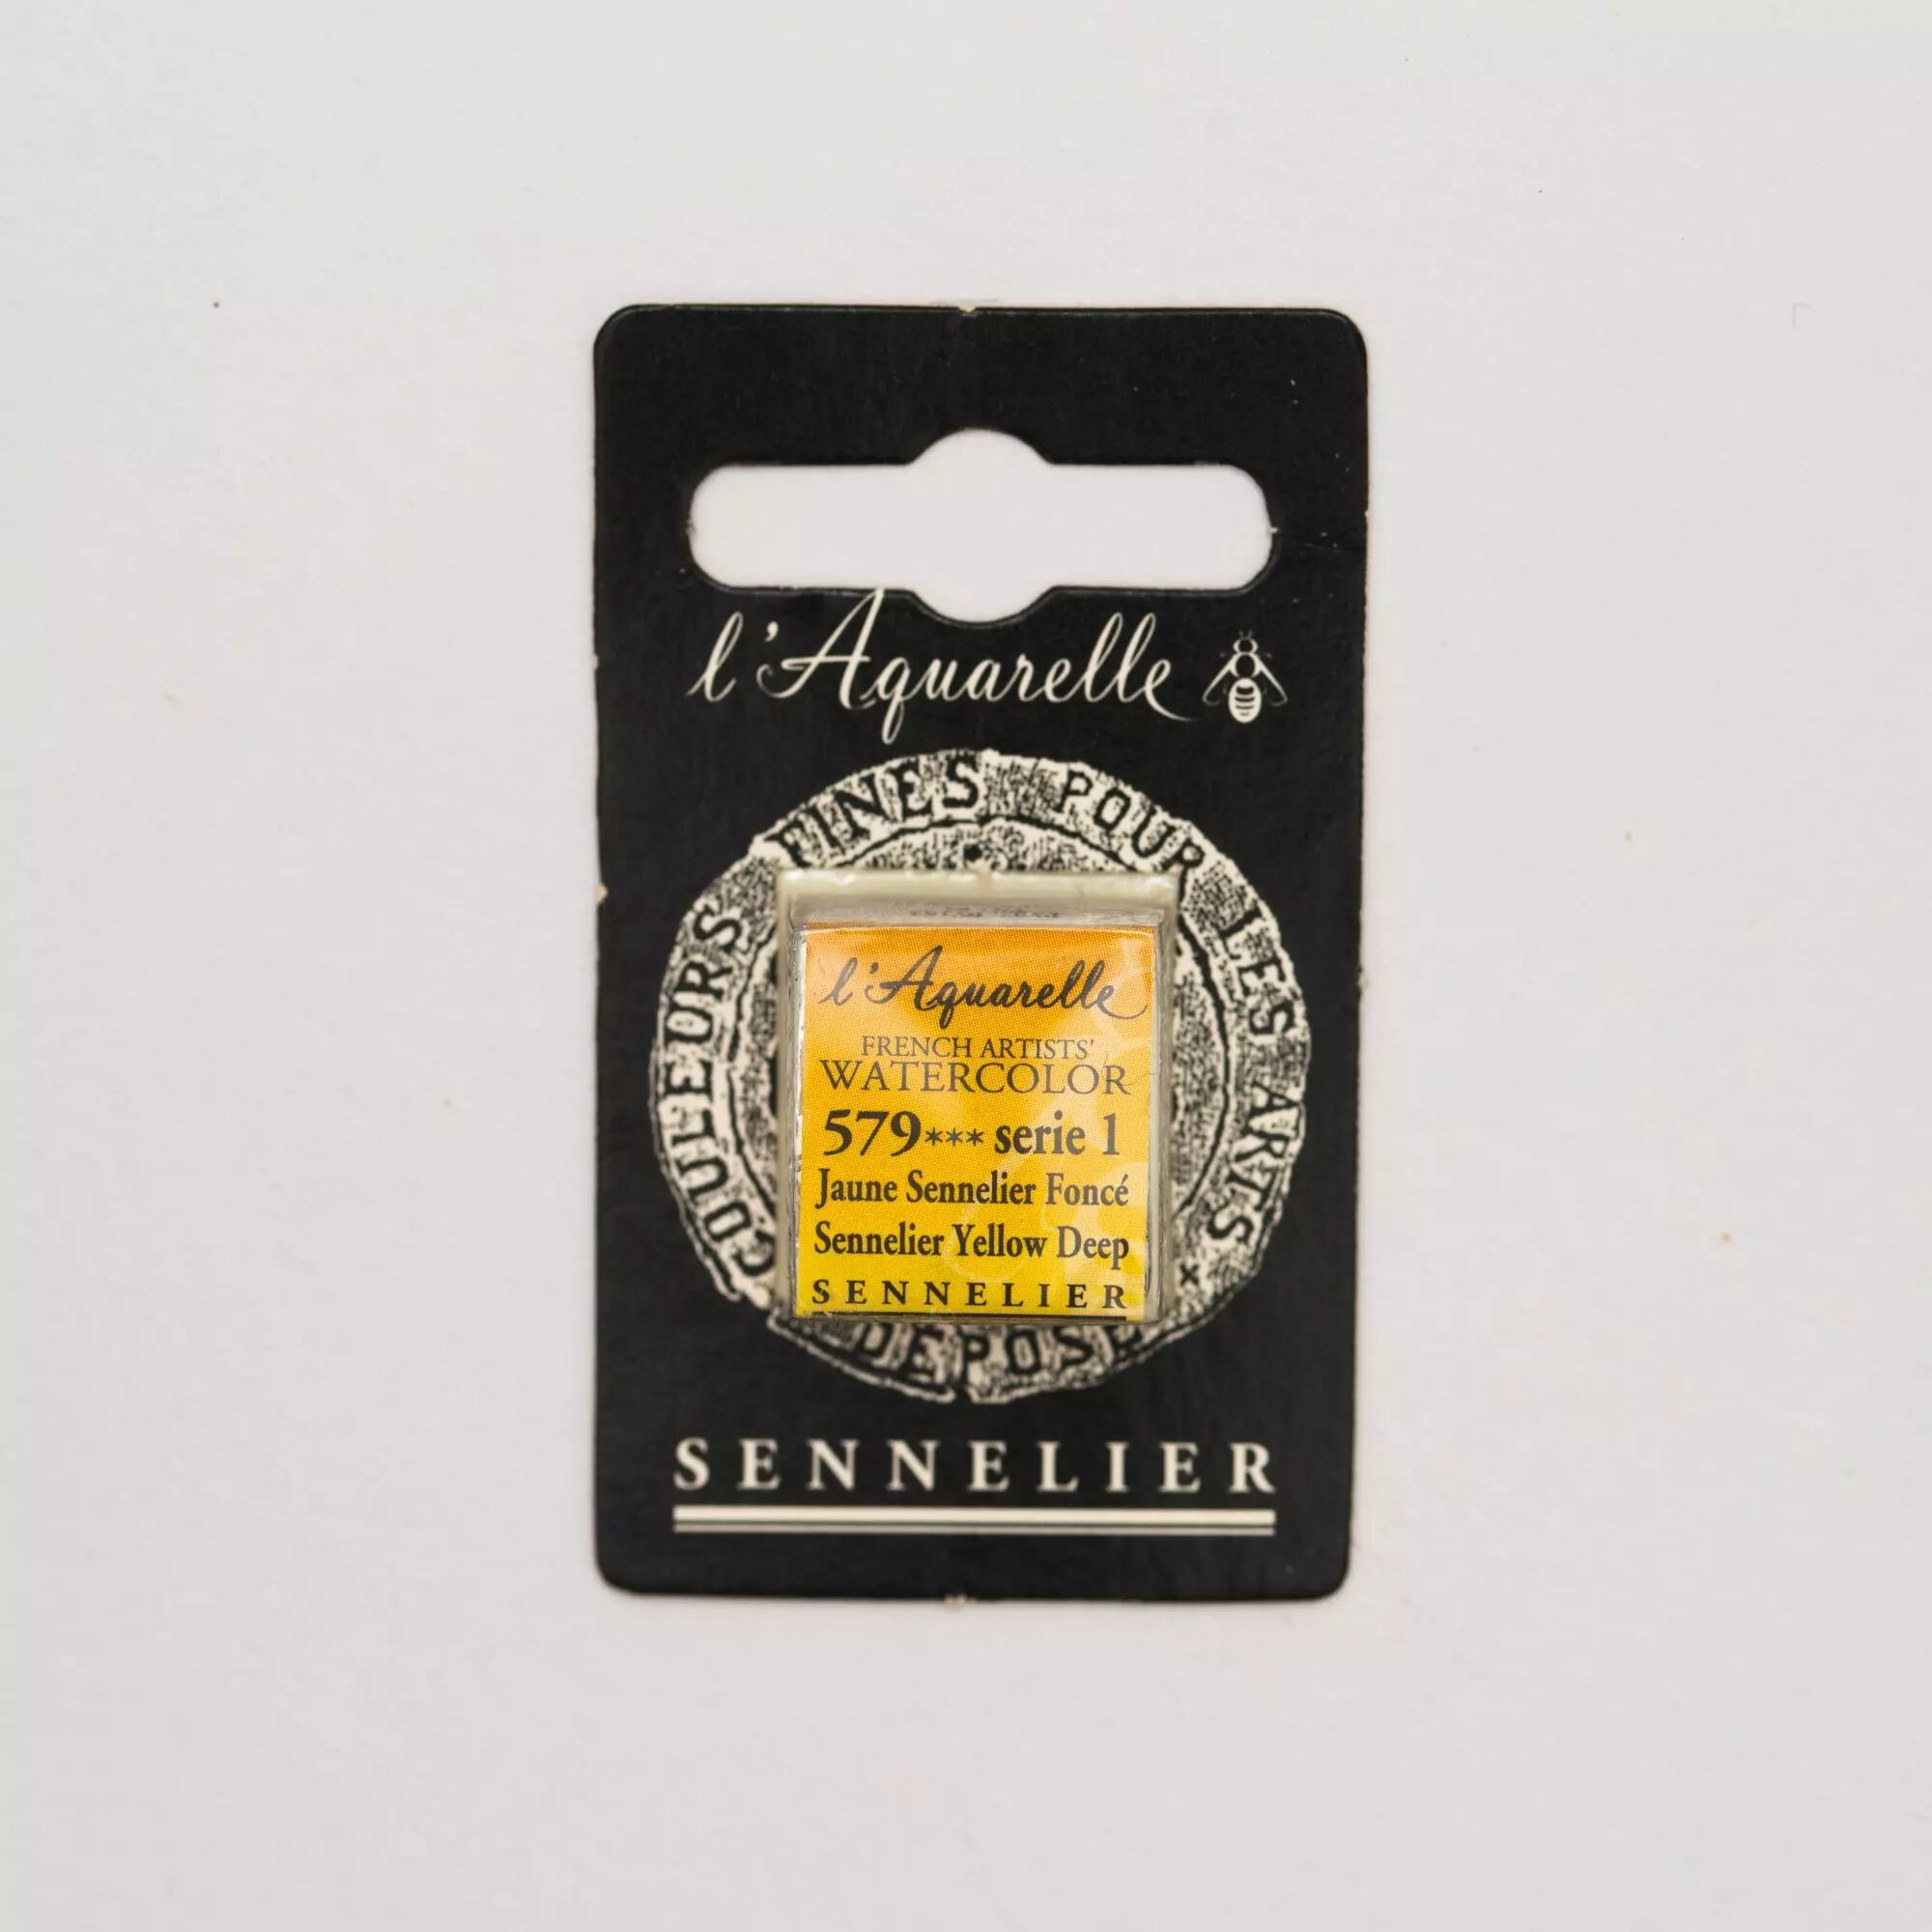 l'Aquarelle
COULEURS FINES POUR LES ARTS
l'Aquarelle
FRENCH ARTISTS'
WATERCOLOR
579*** serie 1
Jaune Sennelier Foncé
Sennelier Yellow Deep
SENNELIER
DEPOSE
SENNELIER